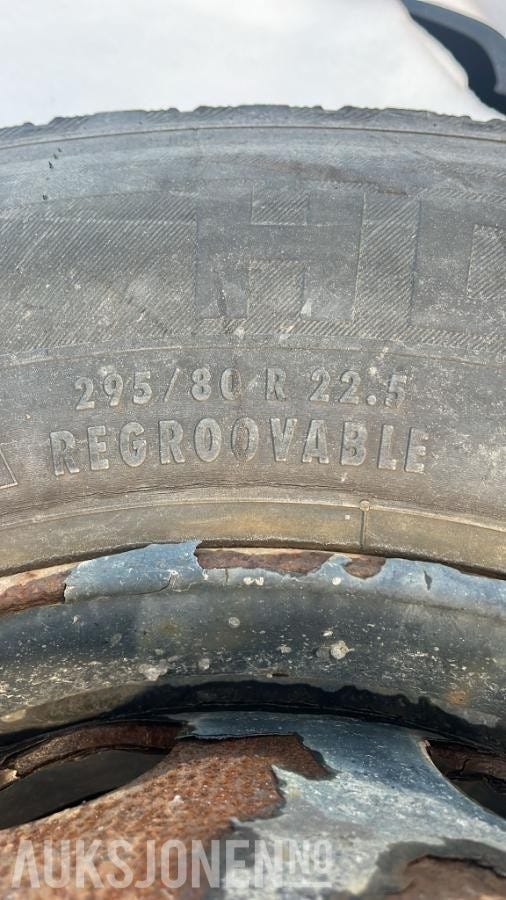 295/80 R 22.5
REGROOVABLE
AUKSJONEN.NO